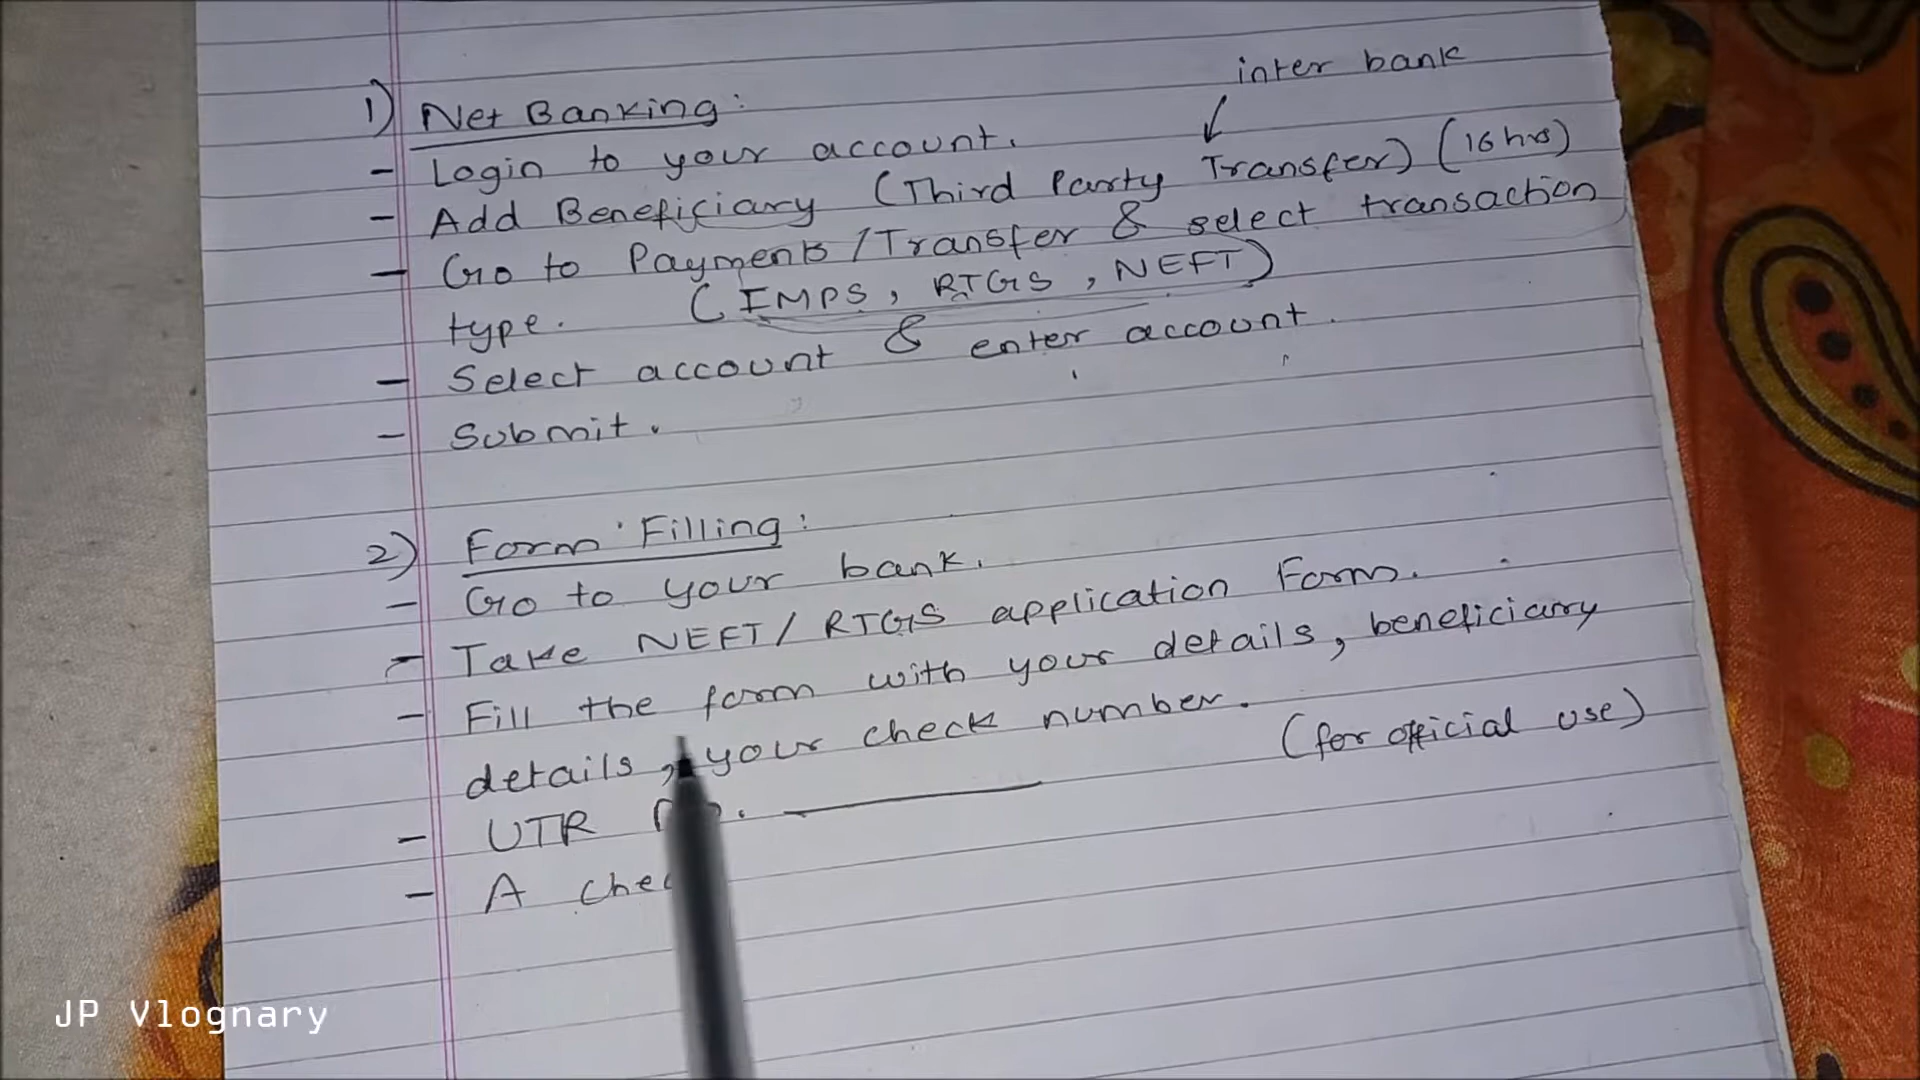 inter bank
1) Net Banking:
- Login to your account.
- Add Beneficiary (Third Party Transfer) (16 hrs)
- Go to Payments / Transfer & select transaction
type. (IMPS, RTGS, NEFT)
- Select account & enter account.
- Submit.
2) Form Filling:
- Go to your bank.
- Take NEFT/ RTGS application Form.
- Fill the form with your details, beneficiary
details, your check number.
- UTR (for official use)
- A
JP Vlognary